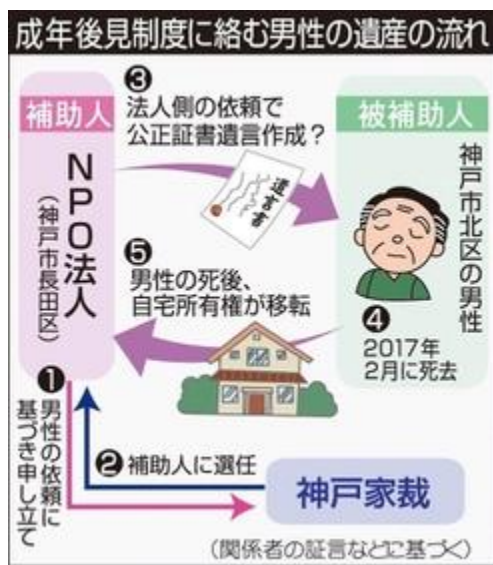 成年後見制度に絡む男性の遺産の流れ
補助人
NPO法人
(神戸市長田区)
❸
法人側の依頼で
公正証書遺言作成？
遺言書
被補助人
神戸市北区の男性
❺
男性の死後、
自宅所有権が移転
❹
2017年
2月に死去
❶
男性の依頼に
基づき申し立て
❷補助人に選任
神戸家裁
(関係者の証言などに基づく)